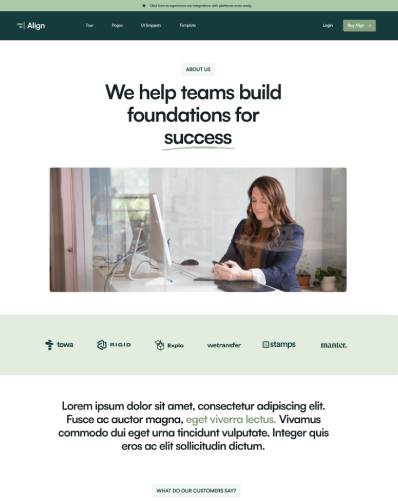 Click here to experience our integrations with platforms more easily.
Align
Tour Pages UI Snippets Template Login Buy Align
ABOUT US
We help teams build
foundations for
success
towa RIGID Explo wetransfer stamps manter.
Lorem ipsum dolor sit amet, consectetur adipiscing elit.
Fusce ac auctor magna, eget viverra lectus. Vivamus
commodo dui eget urna tincidunt vulputate. Integer quis
eros ac elit sollicitudin dictum.
WHAT DO OUR CUSTOMERS SAY?